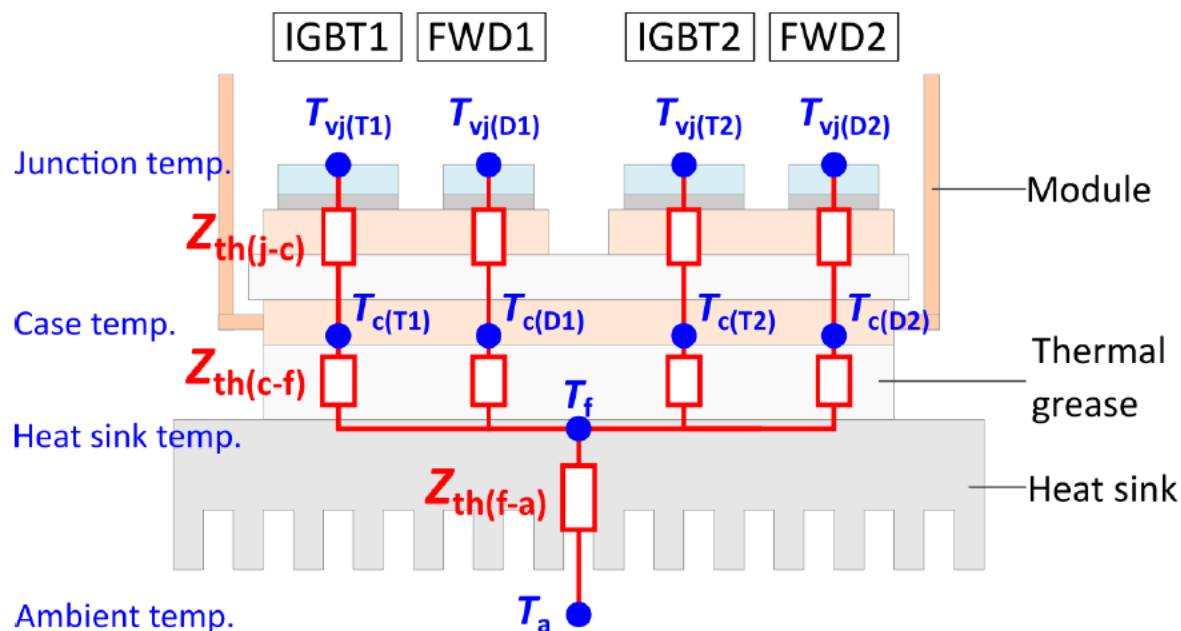 IGBT1 FWD1 IGBT2 FWD2
Tvj(T1) Tvj(D1) Tvj(T2) Tvj(D2)
Junction temp.
Module
Zth(j-c)
Tc(T1) Tc(D1) Tc(T2) Tc(D2)
Case temp.
Zth(c-f)
Thermal
grease
Tf
Heat sink temp.
Zth(f-a)
Heat sink
Ta
Ambient temp.